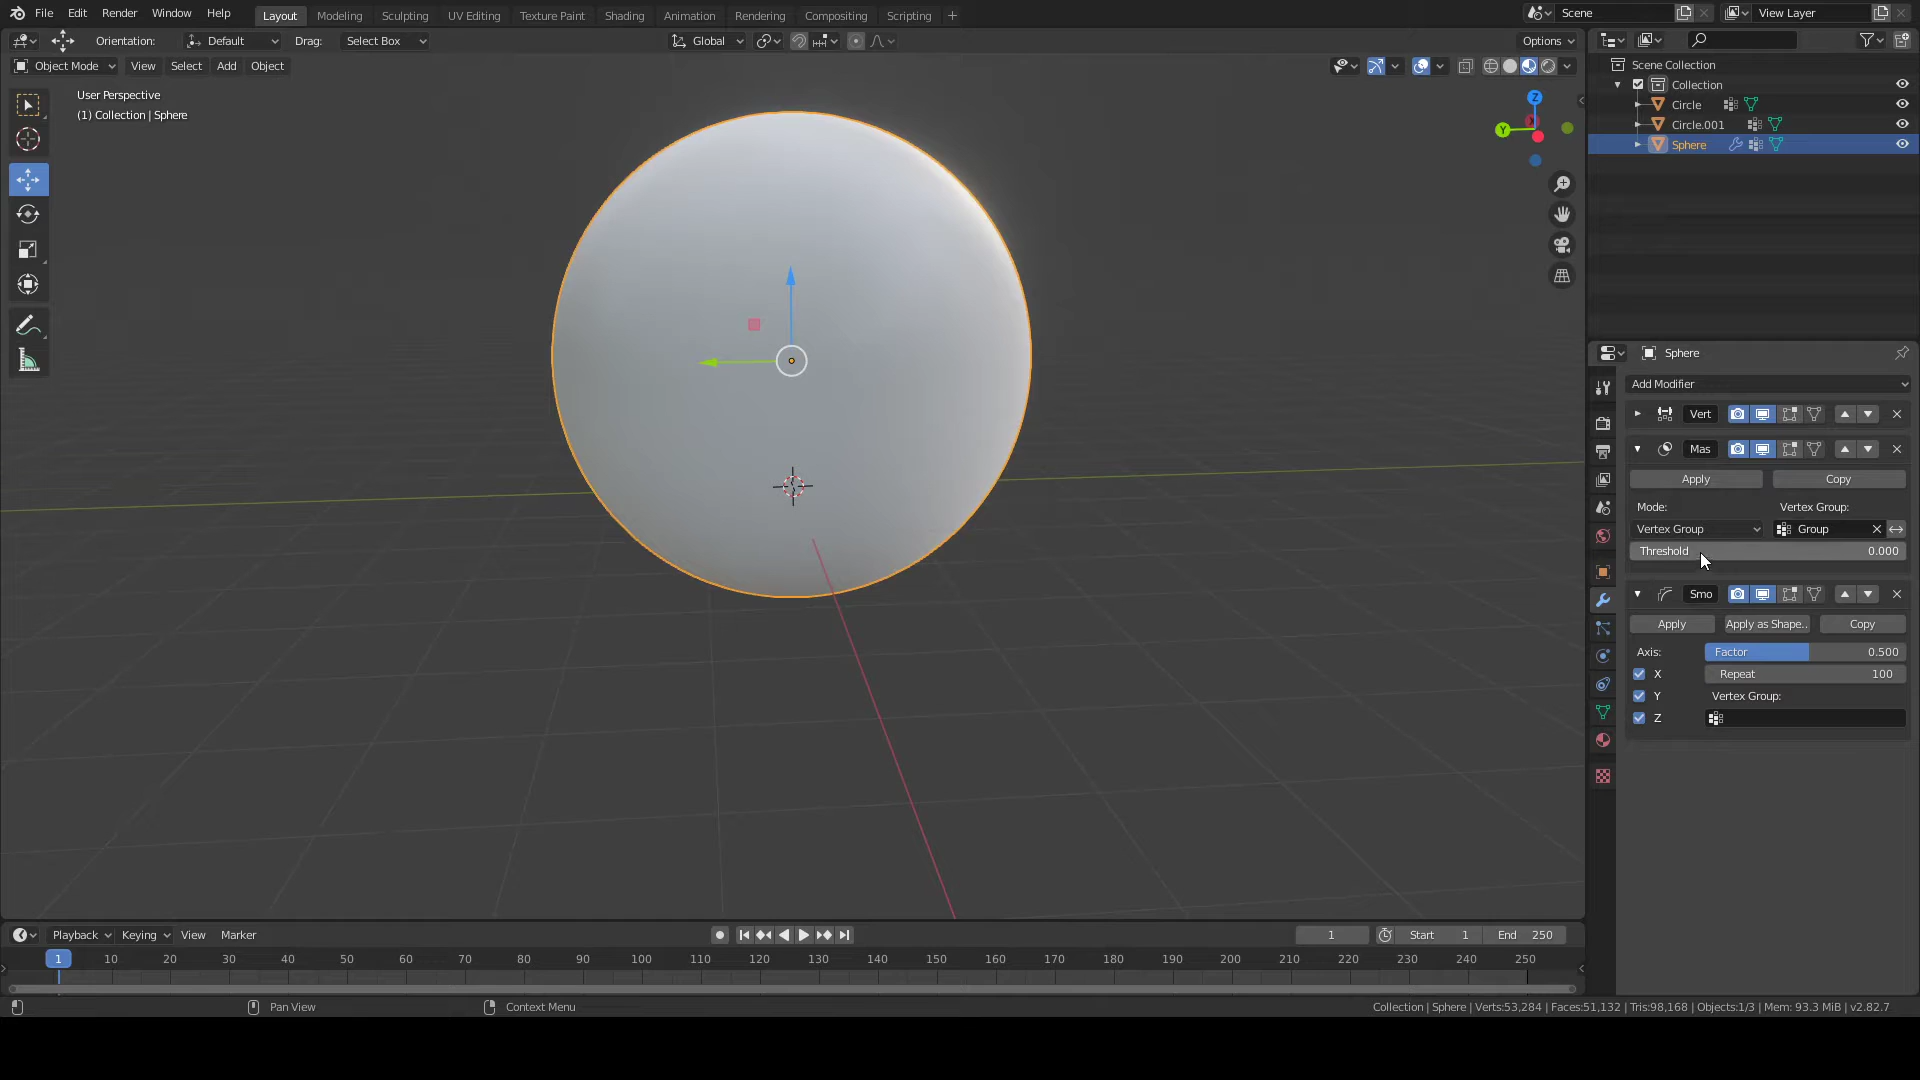 File Edit Render Window Help Layout Modeling Sculpting UV Editing Texture Paint Shading Animation Rendering Compositing Scripting + Scene View Layer
Orientation: Default Drag: Select Box Global Options
Object Mode View Select Add Object
User Perspective
(1) Collection | Sphere
Z
X
Y
Scene Collection
Collection
Circle
Circle.001
Sphere
Sphere
Add Modifier
Vert
Mas
Apply Copy
Mode: Vertex Group:
Vertex Group Group
Threshold 0.000
Smo
Apply Apply as Shape.. Copy
Axis: Factor 0.500
X Repeat 100
Y Vertex Group:
Z
Playback Keying View Marker 1 Start 1 End 250
1 10 20 30 40 50 60 70 80 90 100 110 120 130 140 150 160 170 180 190 200 210 220 230 240 250
Pan View Context Menu Collection | Sphere | Verts:53,284 | Faces:51,132 | Tris:98,168 | Objects:1/3 | Mem: 93.3 MiB | v2.82.7